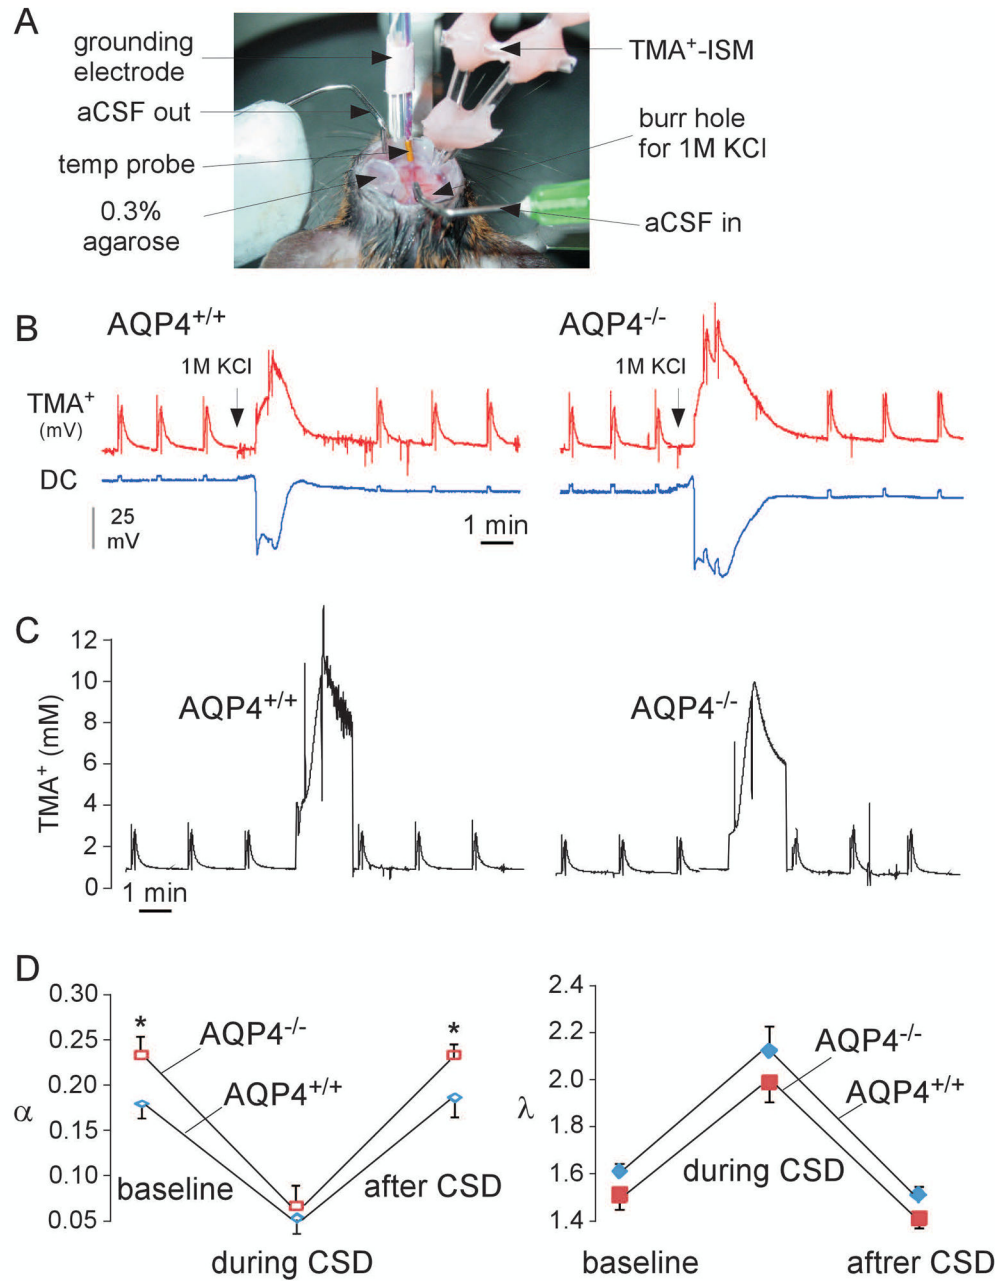 A
grounding
electrode
aCSF out
temp probe
0.3%
agarose
TMA⁺-ISM
burr hole
for 1M KCl
aCSF in
B
AQP4⁺/⁺
AQP4⁻/⁻
1M KCl
1M KCl
TMA⁺
(mV)
DC
25
mV
1 min
C
TMA⁺ (mM)
12
10
8
6
4
2
0
AQP4⁺/⁺
AQP4⁻/⁻
1 min
D
α
0.30
0.25
0.20
0.15
0.10
0.05
*
*
AQP4⁻/⁻
AQP4⁺/⁺
baseline
after CSD
during CSD
λ
2.4
2.2
2.0
1.8
1.6
1.4
AQP4⁻/⁻
AQP4⁺/⁺
during CSD
baseline
aftrer CSD